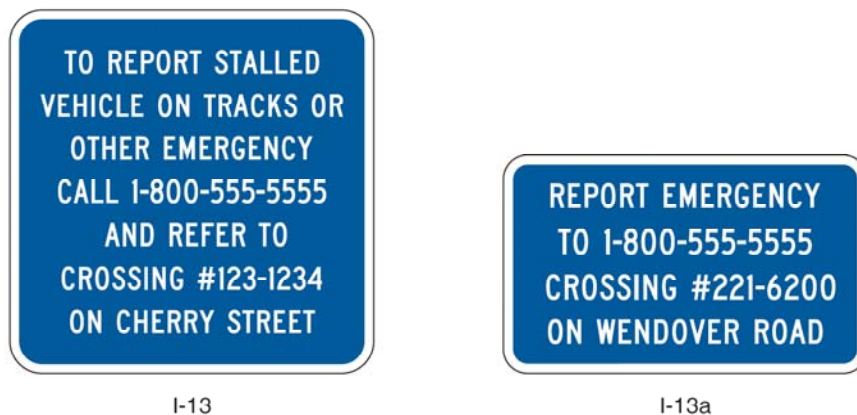 TO REPORT STALLED
VEHICLE ON TRACKS OR
OTHER EMERGENCY
CALL 1-800-555-5555
AND REFER TO
CROSSING #123-1234
ON CHERRY STREET
I-13
REPORT EMERGENCY
TO 1-800-555-5555
CROSSING #221-6200
ON WENDOVER ROAD
I-13a